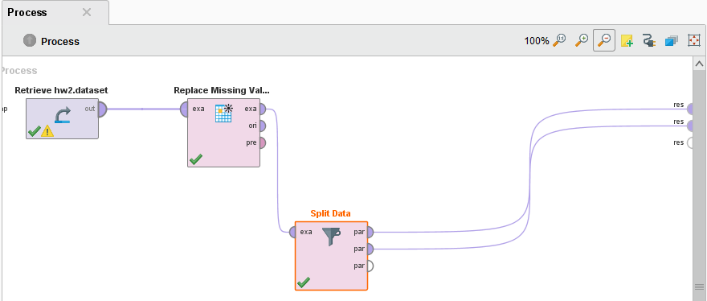 Process
Process
100%
Process
Retrieve hw2.dataset
Replace Missing Val...
out
exa
exa
ori
pre
res
res
res
Split Data
exa
par
par
par